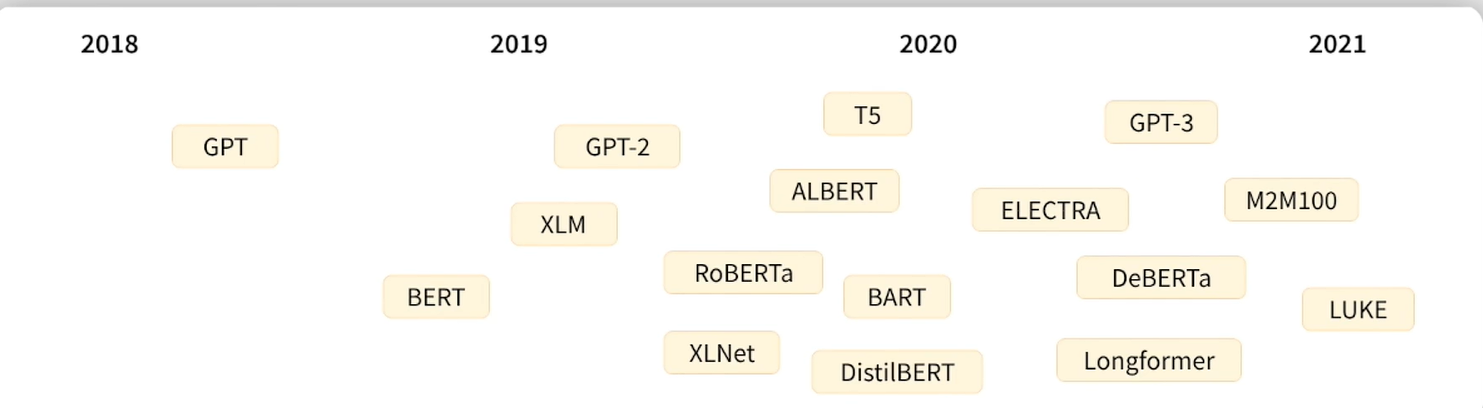 2018 2019 2020 2021
T5
GPT-3
GPT
GPT-2
ALBERT
M2M100
ELECTRA
XLM
RoBERTa
DeBERTa
BERT
BART
LUKE
XLNet
Longformer
DistilBERT